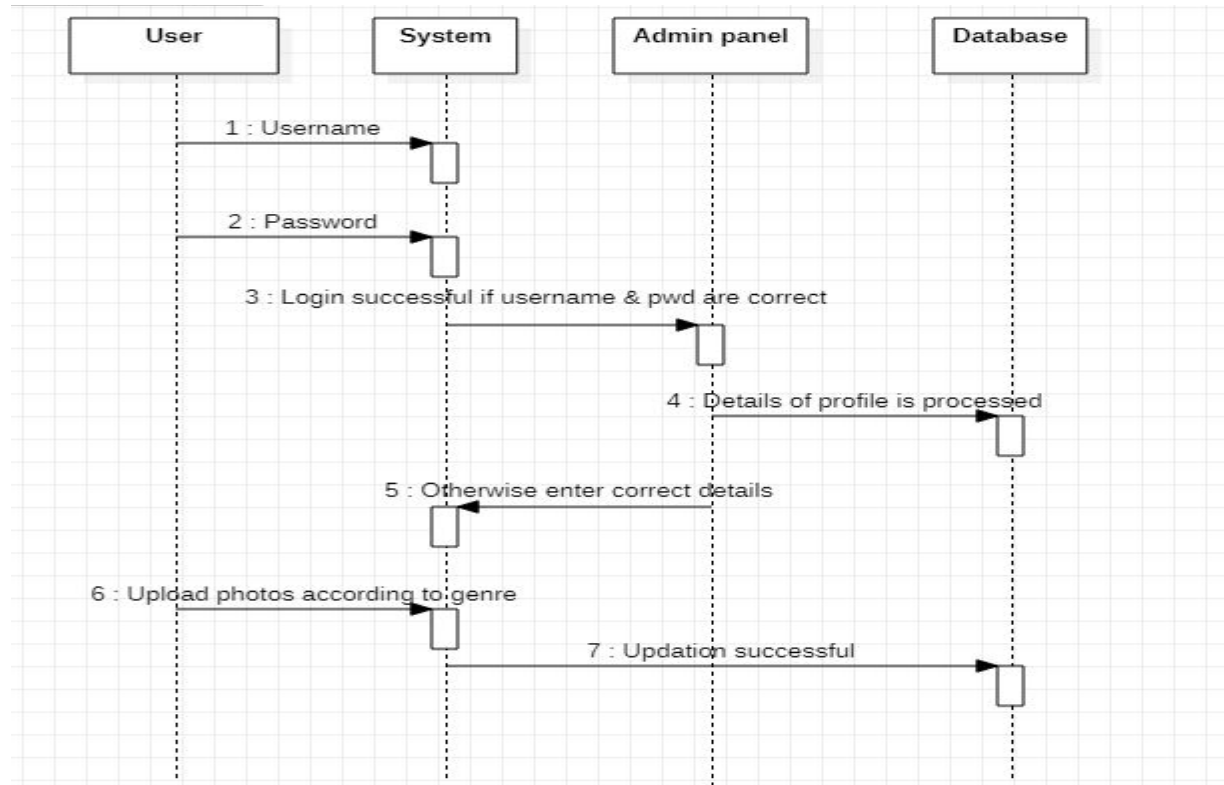 User
System
Admin panel
Database
1 : Username
2 : Password
3 : Login successful if username & pwd are correct
4 : Details of profile is processed
5 : Otherwise enter correct details
6 : Upload photos according to genre
7 : Updation successful